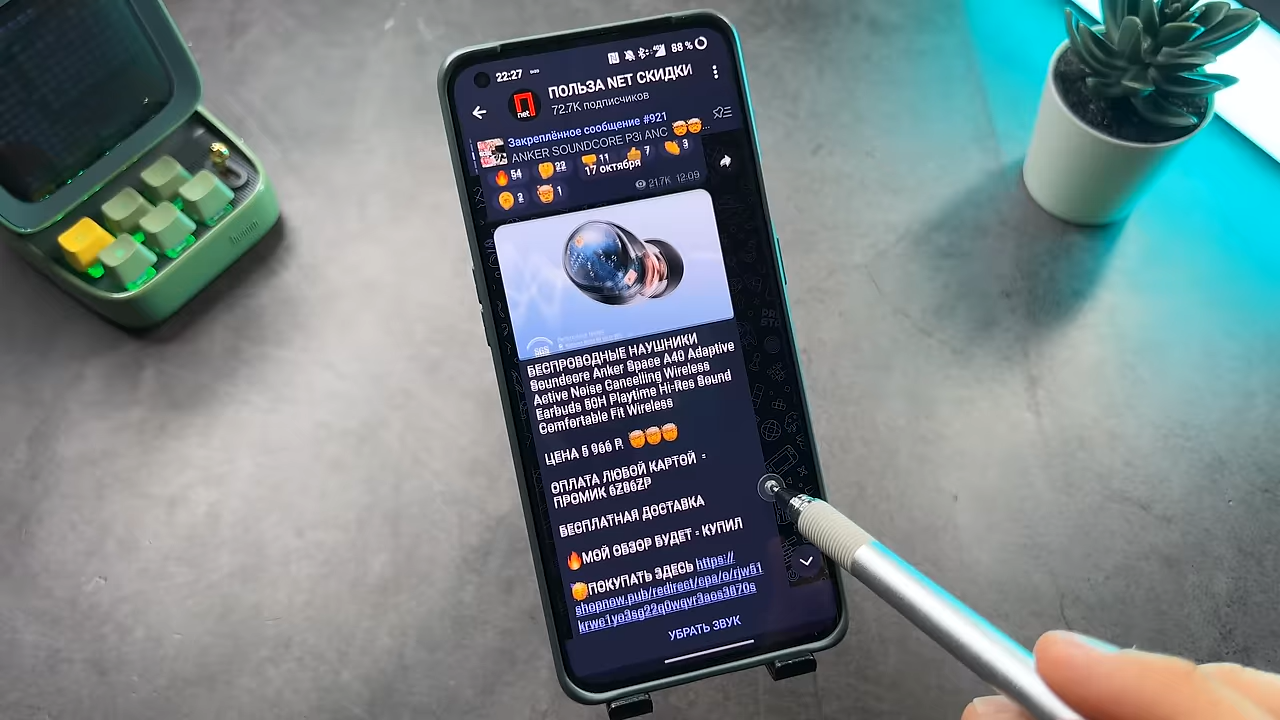 22:27
88 %
ПОЛЬЗА NET СКИДКИ
net
72.7K подписчиков
Закреплённое сообщение #921
ANKER SOUNDCORE P3i ANC
54 22 11 7 3
17 октября
2 1
21.7K 12:09
SGS
БЕСПРОВОДНЫЕ НАУШНИКИ
Soundcore Anker Space A40 Adaptive
Active Noise Cancelling Wireless
Earbuds 50H Playtime Hi-Res Sound
Comfortable Fit Wireless
ЦЕНА 5 966 Р.
ОПЛАТА ЛЮБОЙ КАРТОЙ -
ПРОМИК 6Z86ZP
БЕСПЛАТНАЯ ДОСТАВКА
МОЙ ОБЗОР БУДЕТ - КУПИЛ
ПОКУПАТЬ ЗДЕСЬ https://
shopnow.pub/redirect/cpa/o/
УБРАТЬ ЗВУК